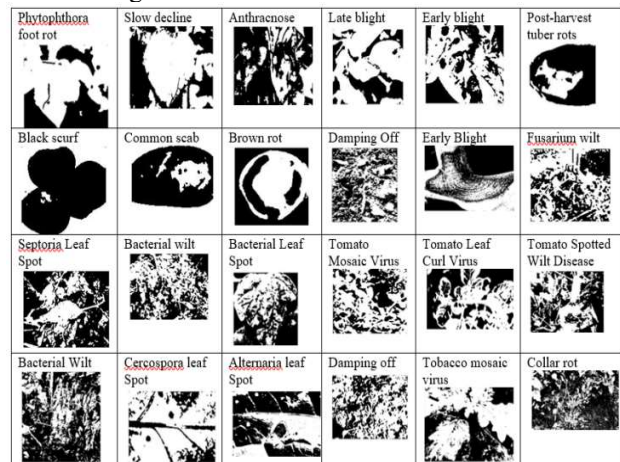 Phytophthora
foot rot
Slow decline
Anthracnose
Late blight
Early blight
Post-harvest
tuber rots
Black scurf
Common scab
Brown rot
Damping Off
Early Blight
Fusarium wilt
Septoria Leaf
Spot
Bacterial wilt
Bacterial Leaf
Spot
Tomato
Mosaic Virus
Tomato Leaf
Curl Virus
Tomato Spotted
Wilt Disease
Bacterial Wilt
Cercospora leaf
Spot
Alternaria leaf
Spot
Damping off
Tobacco mosaic
virus
Collar rot